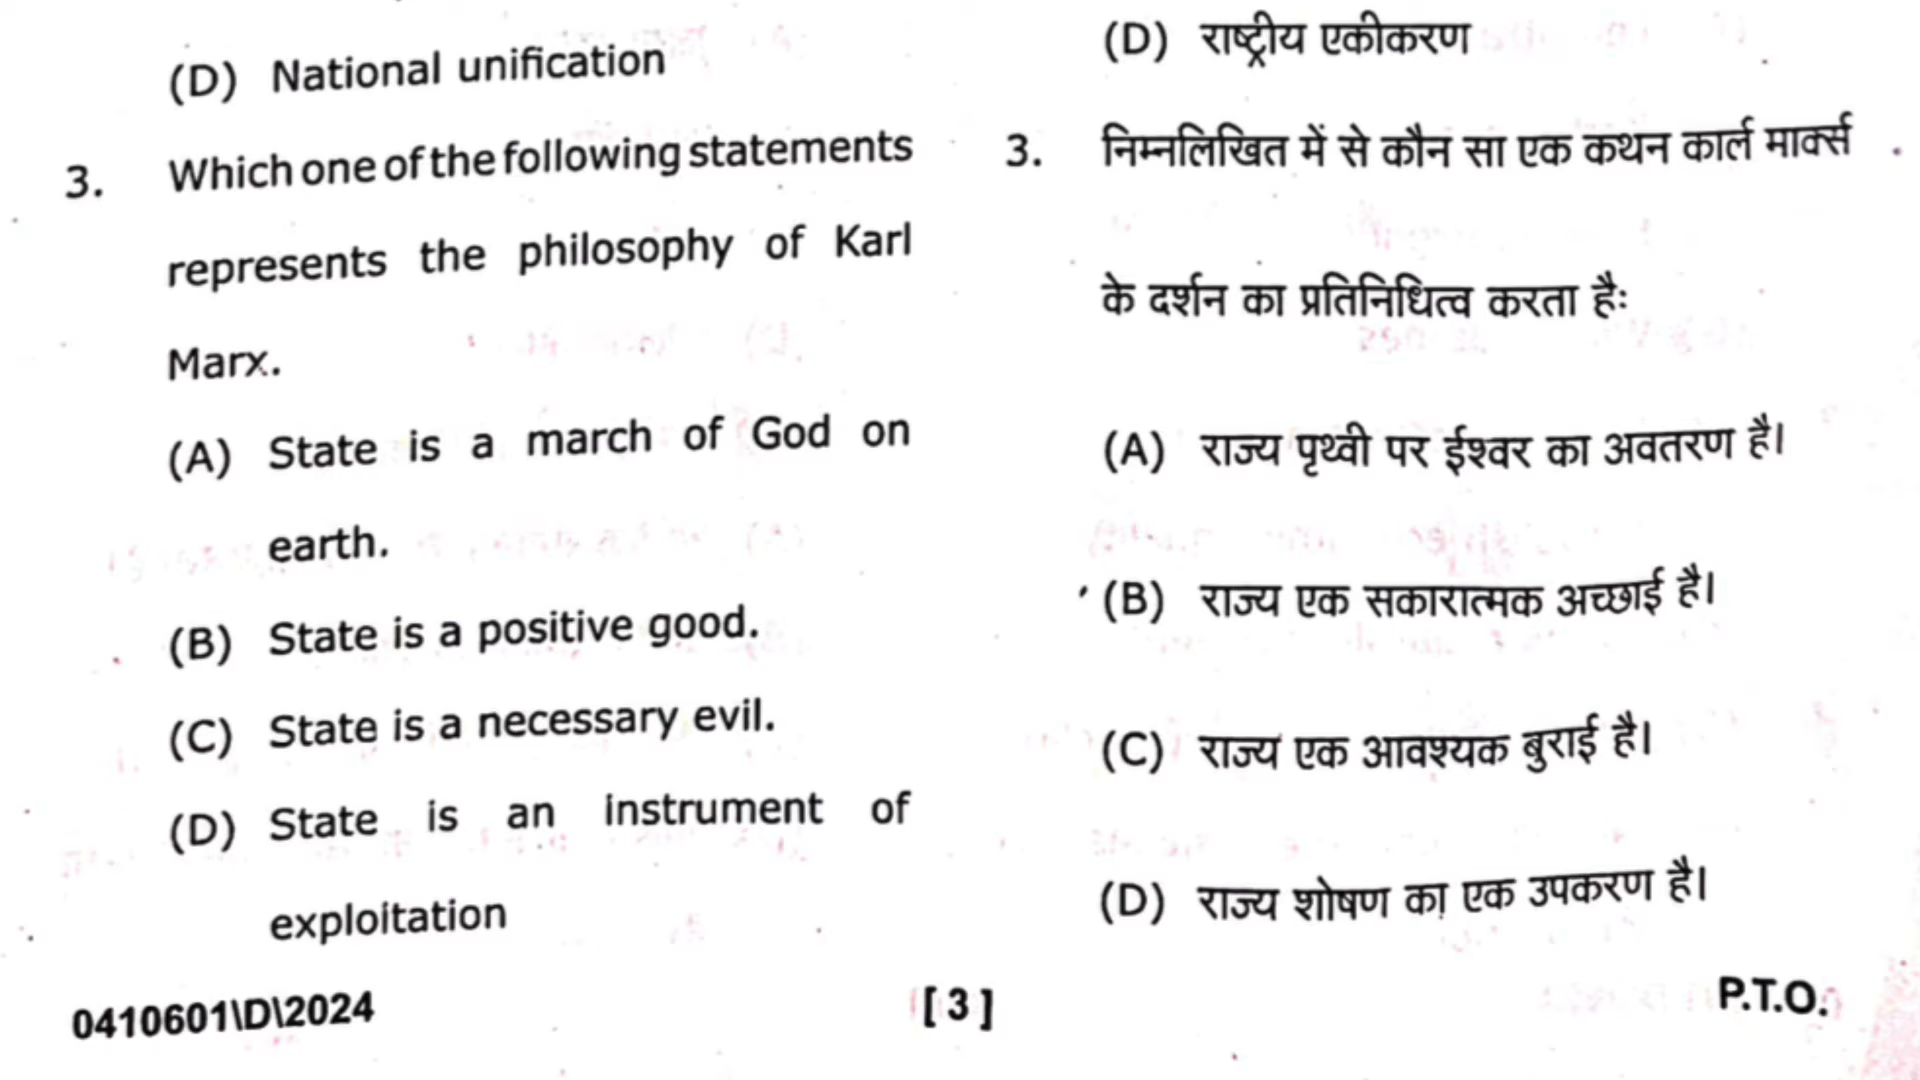 (D) National unification
3. Which one of the following statements
represents the philosophy of Karl
Marx.
(A) State is a march of God on
earth.
(B) State is a positive good.
(C) State is a necessary evil.
(D) State is an instrument of
exploitation
(D) राष्ट्रीय एकीकरण
3. निम्नलिखित में से कौन सा एक कथन कार्ल मार्क्स
के दर्शन का प्रतिनिधित्व करता हैः
(A) राज्य पृथ्वी पर ईश्वर का अवतरण है।
(B) राज्य एक सकारात्मक अच्छाई है।
(C) राज्य एक आवश्यक बुराई है।
(D) राज्य शोषण का एक उपकरण है।
0410601\D\2024 [ 3 ] P.T.O.